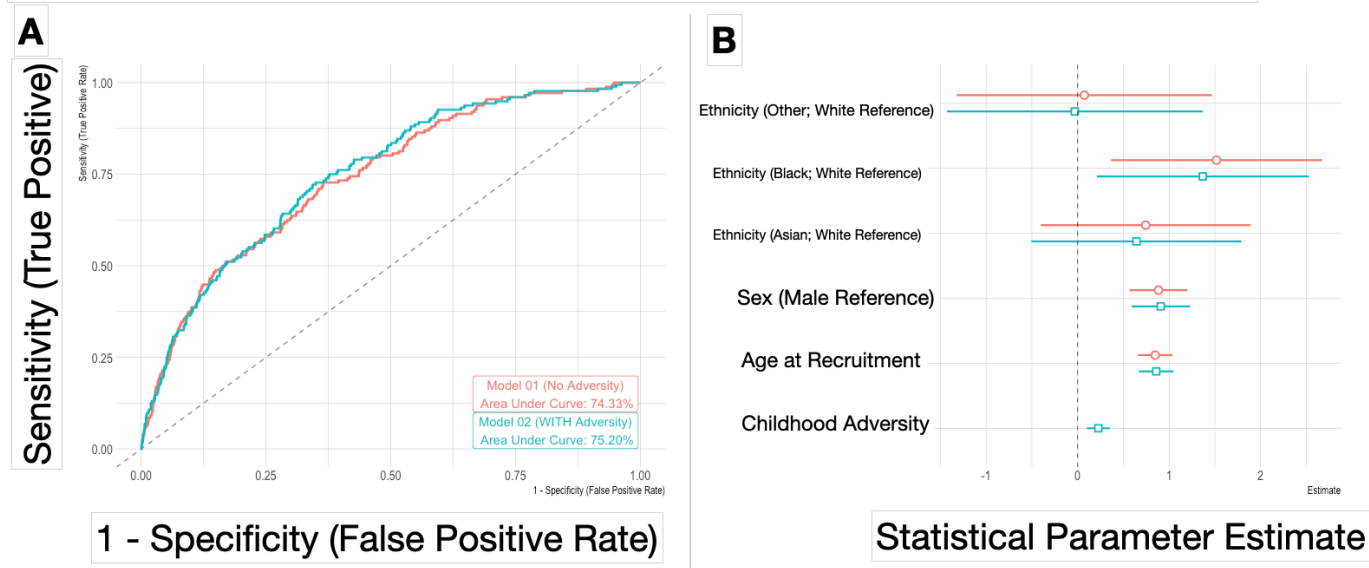 A
Sensitivity (True Positive)
Sensitivity (True Positive Rate)
1.00
0.75
0.50
0.25
0.00
Model 01 (No Adversity)
Area Under Curve: 74.33%
Model 02 (WITH Adversity)
Area Under Curve: 75.20%
0.00 0.25 0.50 0.75 1.00
1 - Specificity (False Positive Rate)
1 - Specificity (False Positive Rate)
B
Ethnicity (Other; White Reference)
Ethnicity (Black; White Reference)
Ethnicity (Asian; White Reference)
Sex (Male Reference)
Age at Recruitment
Childhood Adversity
-1 0 1 2
Estimate
Statistical Parameter Estimate